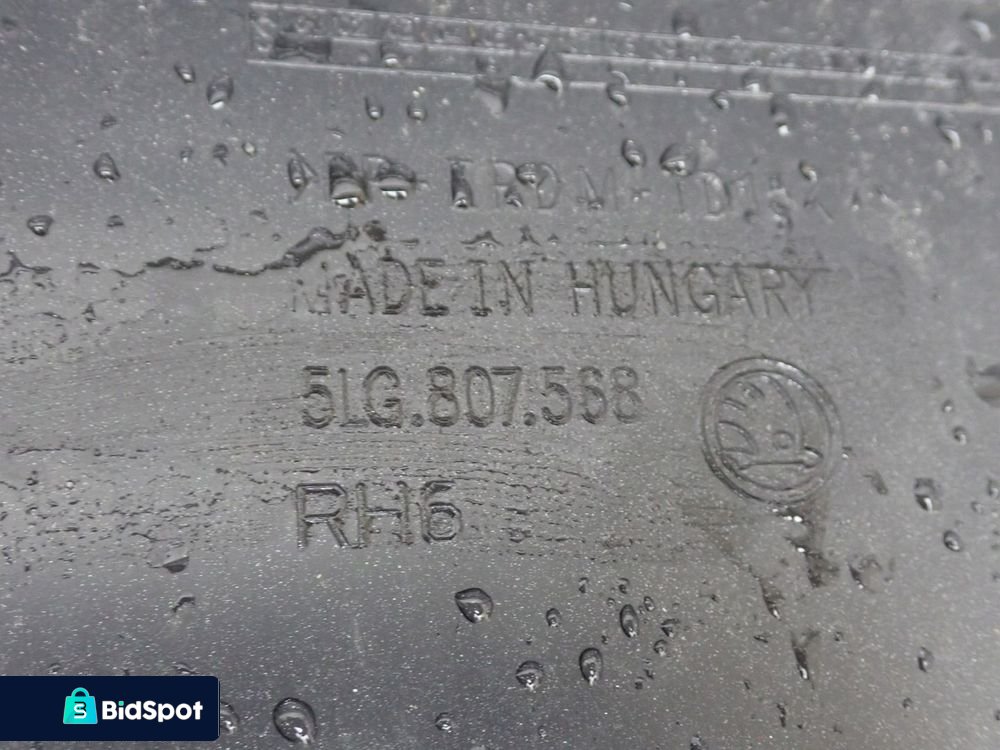 MADE IN HUNGARY
5LG.807.568
RH6
BidSpot